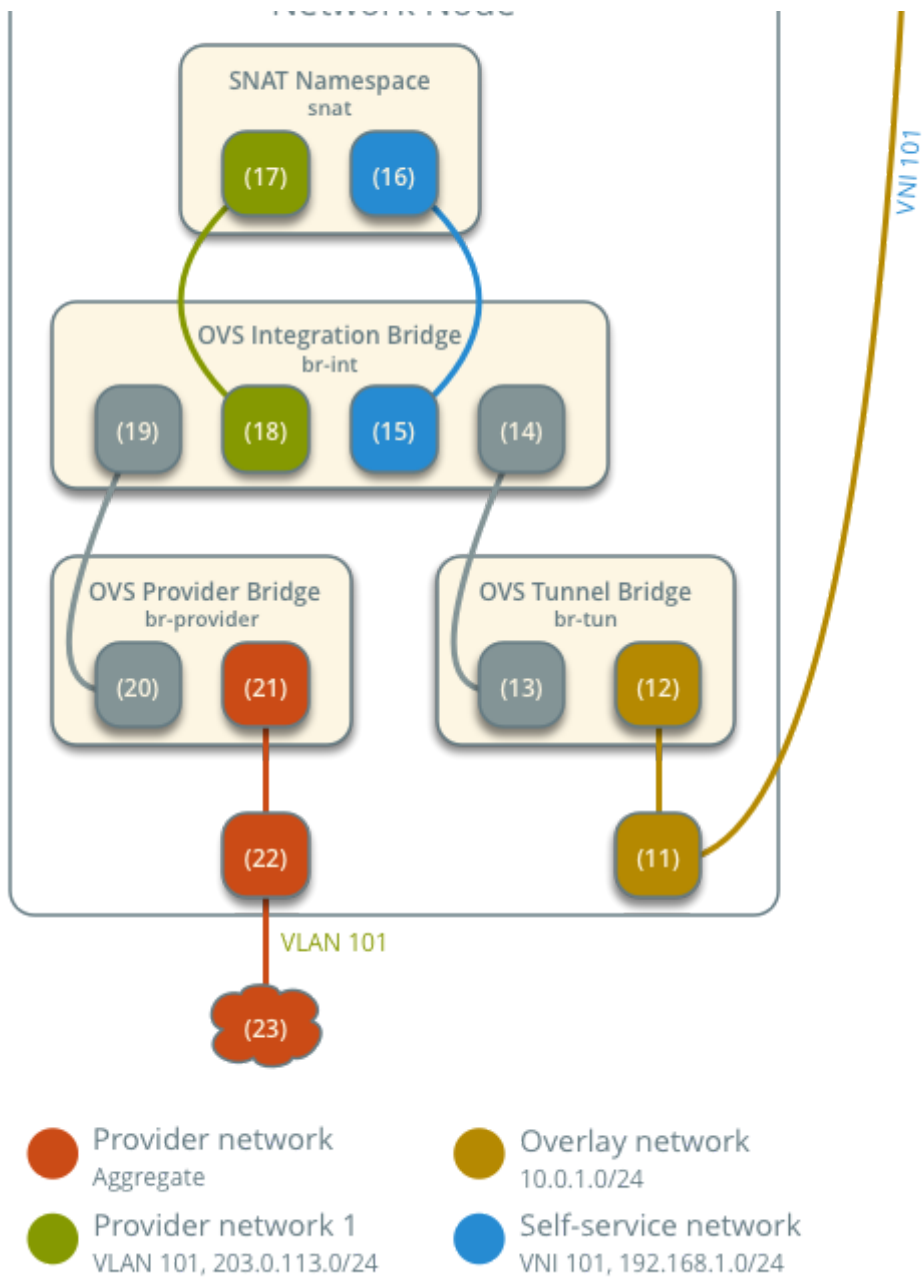 Network Node
SNAT Namespace
snat
(17)
(16)
VNI 101
OVS Integration Bridge
br-int
(19)
(18)
(15)
(14)
OVS Provider Bridge
br-provider
OVS Tunnel Bridge
br-tun
(20)
(21)
(13)
(12)
(22)
(11)
VLAN 101
(23)
Provider network
Aggregate
Overlay network
10.0.1.0/24
Provider network 1
VLAN 101, 203.0.113.0/24
Self-service network
VNI 101, 192.168.1.0/24